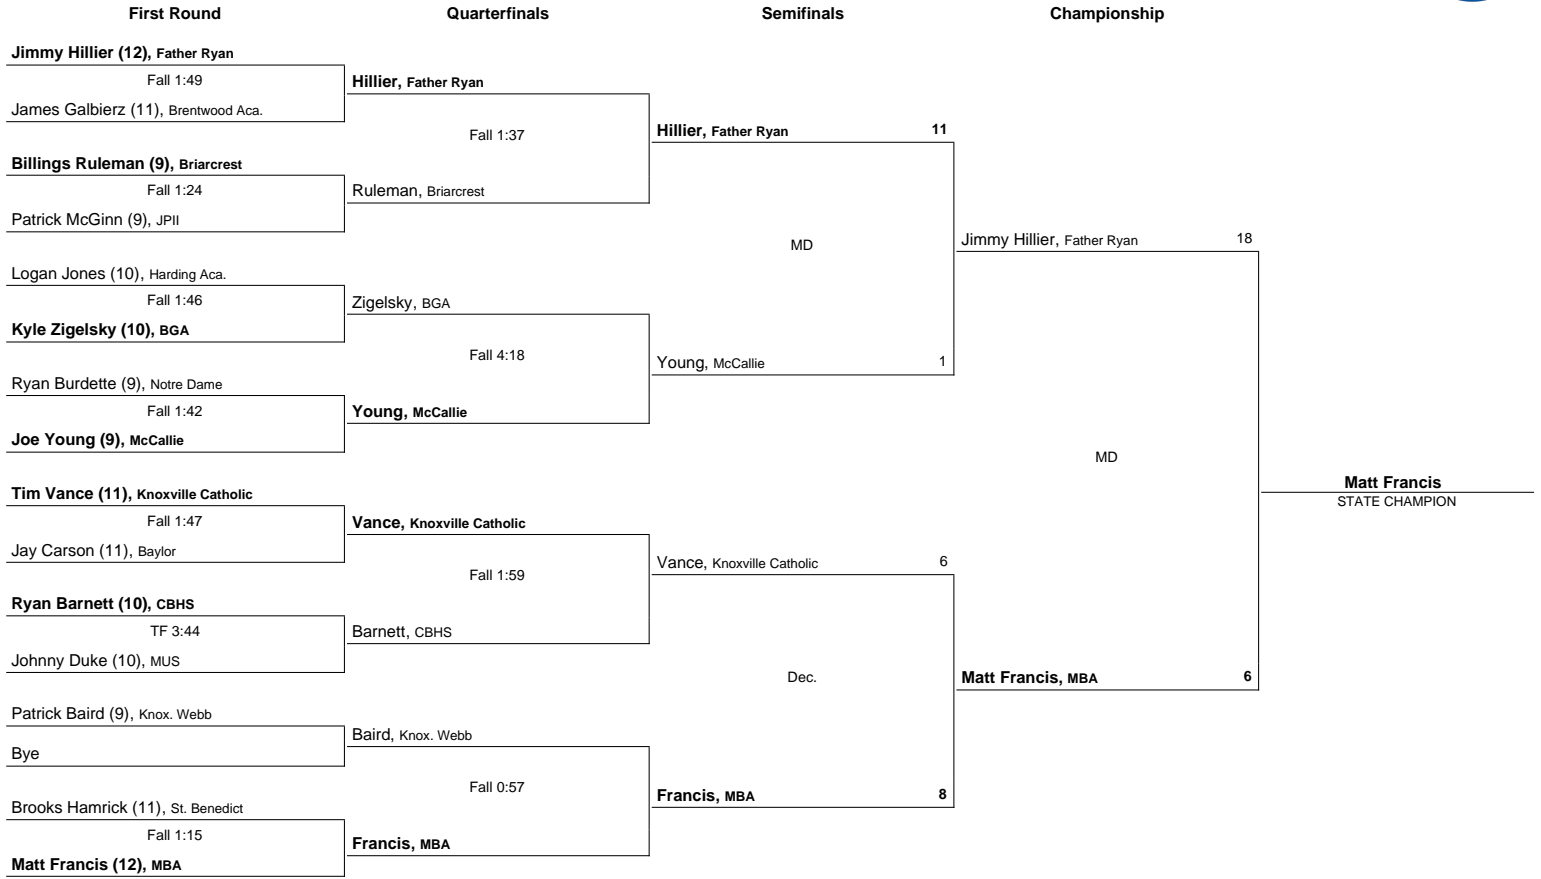 First Round
Quarterfinals
Semifinals
Championship
Jimmy Hillier (12), Father Ryan
Fall 1:49
James Galbierz (11), Brentwood Aca.
Billings Ruleman (9), Briarcrest
Fall 1:24
Patrick McGinn (9), JPII
Logan Jones (10), Harding Aca.
Fall 1:46
Kyle Zigelsky (10), BGA
Ryan Burdette (9), Notre Dame
Fall 1:42
Joe Young (9), McCallie
Tim Vance (11), Knoxville Catholic
Fall 1:47
Jay Carson (11), Baylor
Ryan Barnett (10), CBHS
TF 3:44
Johnny Duke (10), MUS
Patrick Baird (9), Knox. Webb
Bye
Brooks Hamrick (11), St. Benedict
Fall 1:15
Matt Francis (12), MBA
Hillier, Father Ryan
Fall 1:37
Ruleman, Briarcrest
Zigelsky, BGA
Fall 4:18
Young, McCallie
Vance, Knoxville Catholic
Fall 1:59
Barnett, CBHS
Baird, Knox. Webb
Fall 0:57
Francis, MBA
Hillier, Father Ryan 11
MD
Young, McCallie 1
Vance, Knoxville Catholic 6
Dec.
Francis, MBA 8
Jimmy Hillier, Father Ryan 18
MD
Matt Francis, MBA 6
Matt Francis
STATE CHAMPION